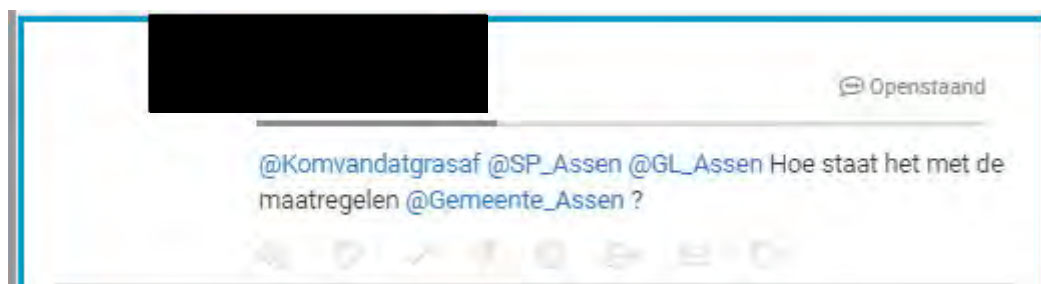 Openstaand
@Komvandatgrasaf @SP_Assen @GL_Assen Hoe staat het met de
maatregelen @Gemeente_Assen ?